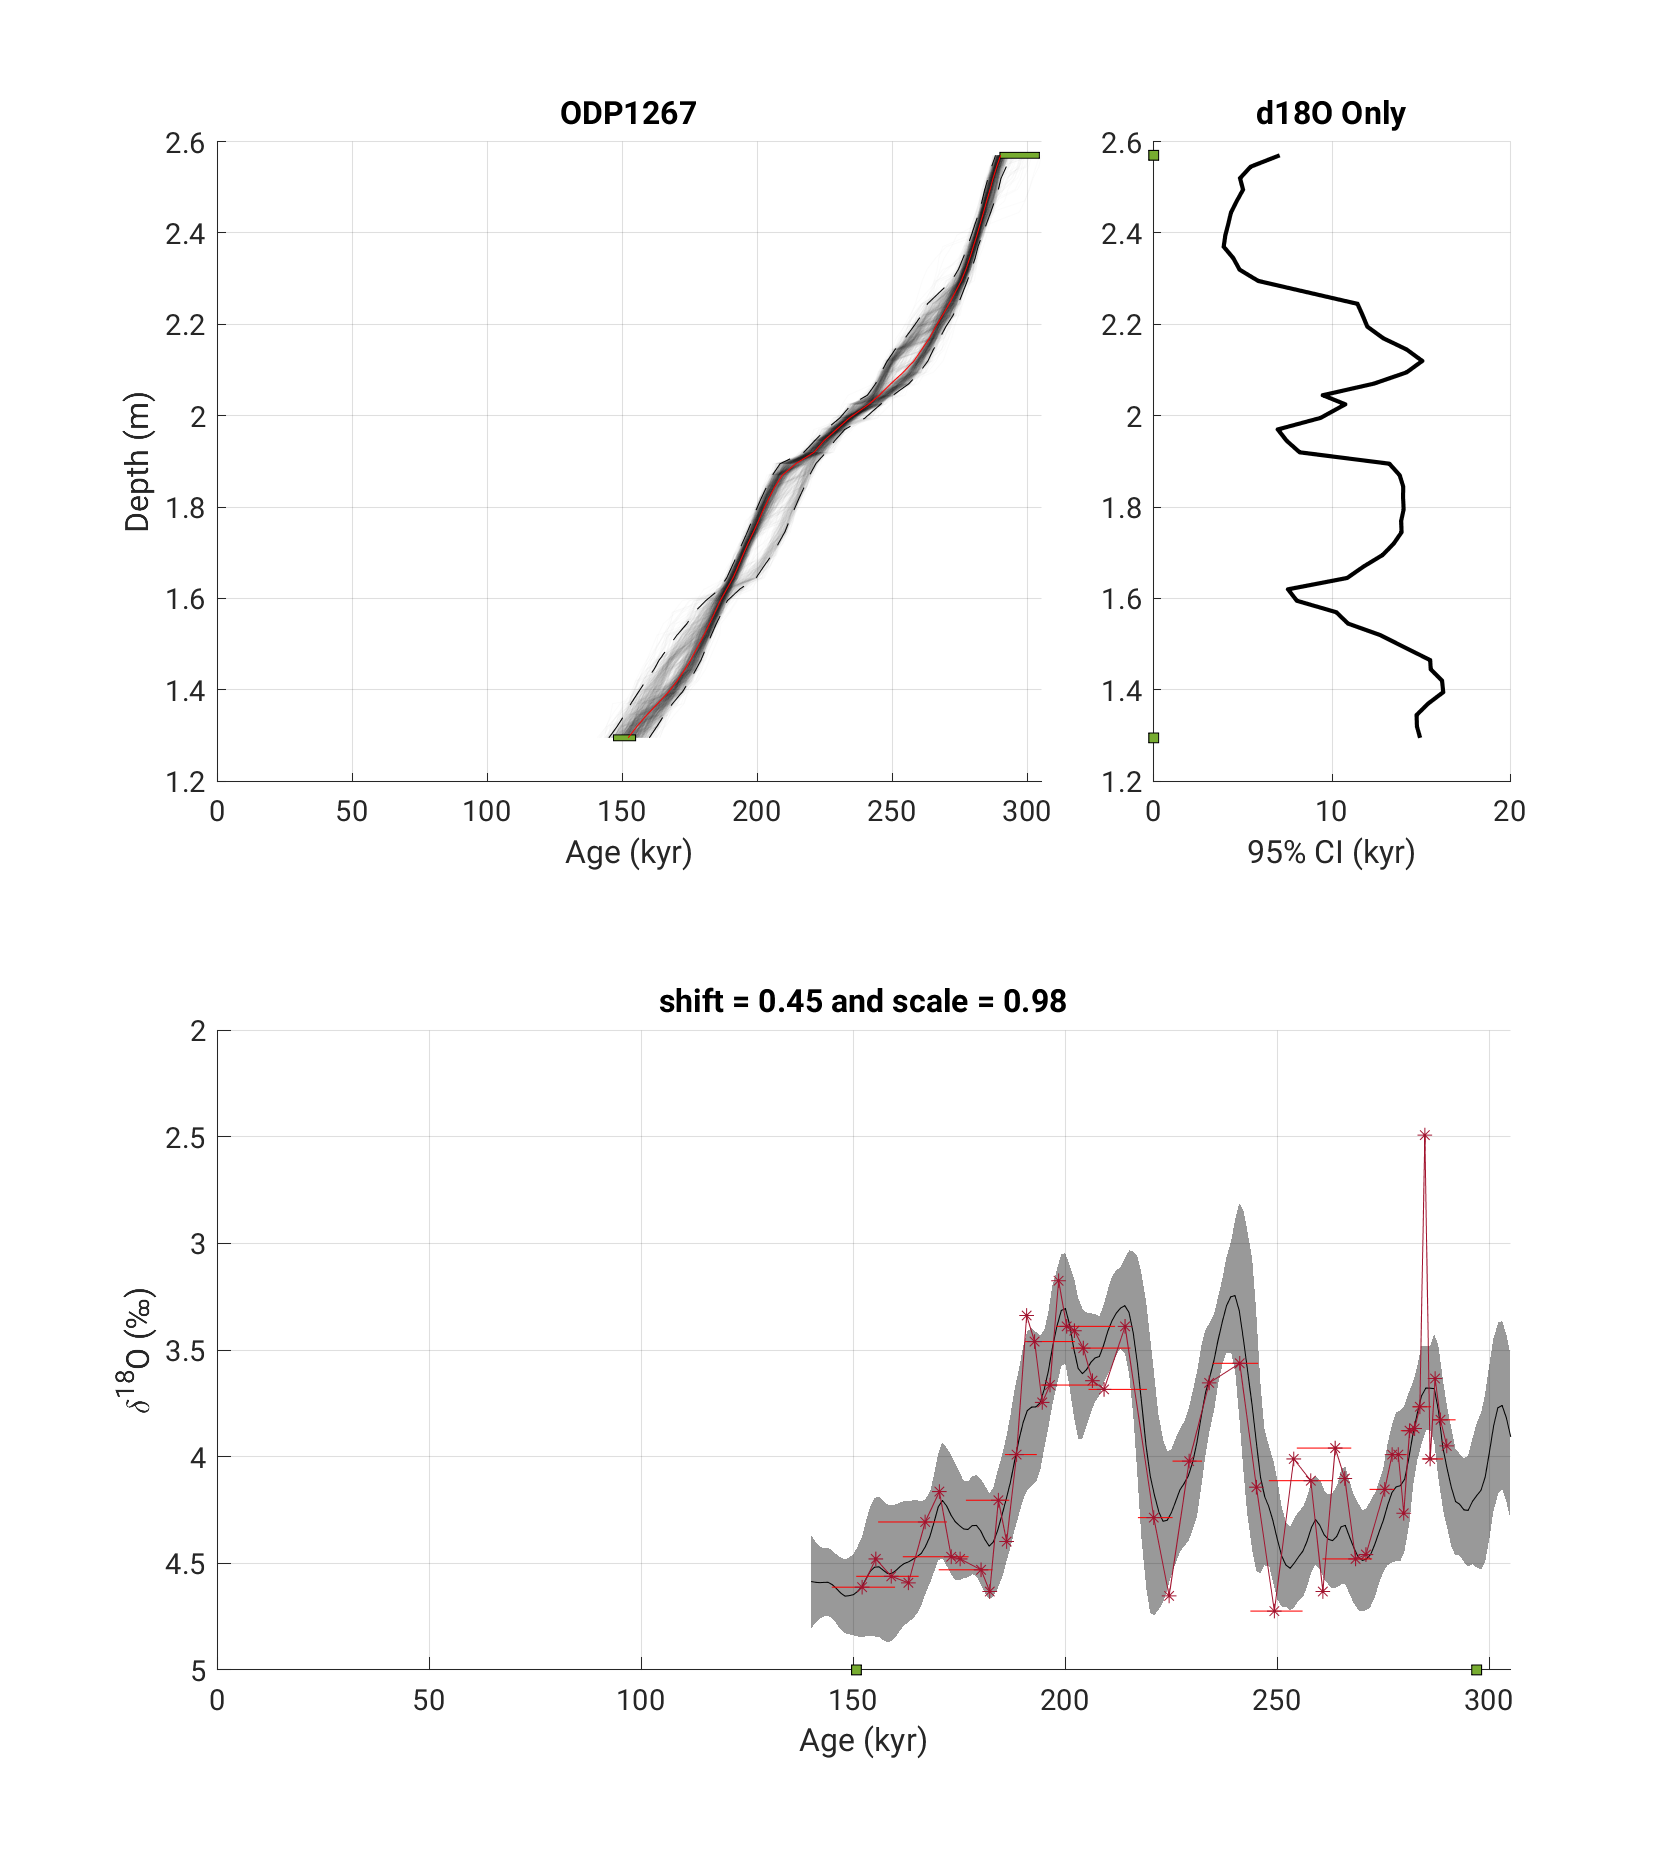 ODP1267
d18O Only
2.6
2.4
2.2
2
1.8
1.6
1.4
1.2
Depth (m)
0 50 100 150 200 250 300
Age (kyr)
2.6
2.4
2.2
2
1.8
1.6
1.4
1.2
0 10 20
95% CI (kyr)
shift = 0.45 and scale = 0.98
2
2.5
3
3.5
4
4.5
5
δ18O (‰)
0 50 100 150 200 250 300
Age (kyr)